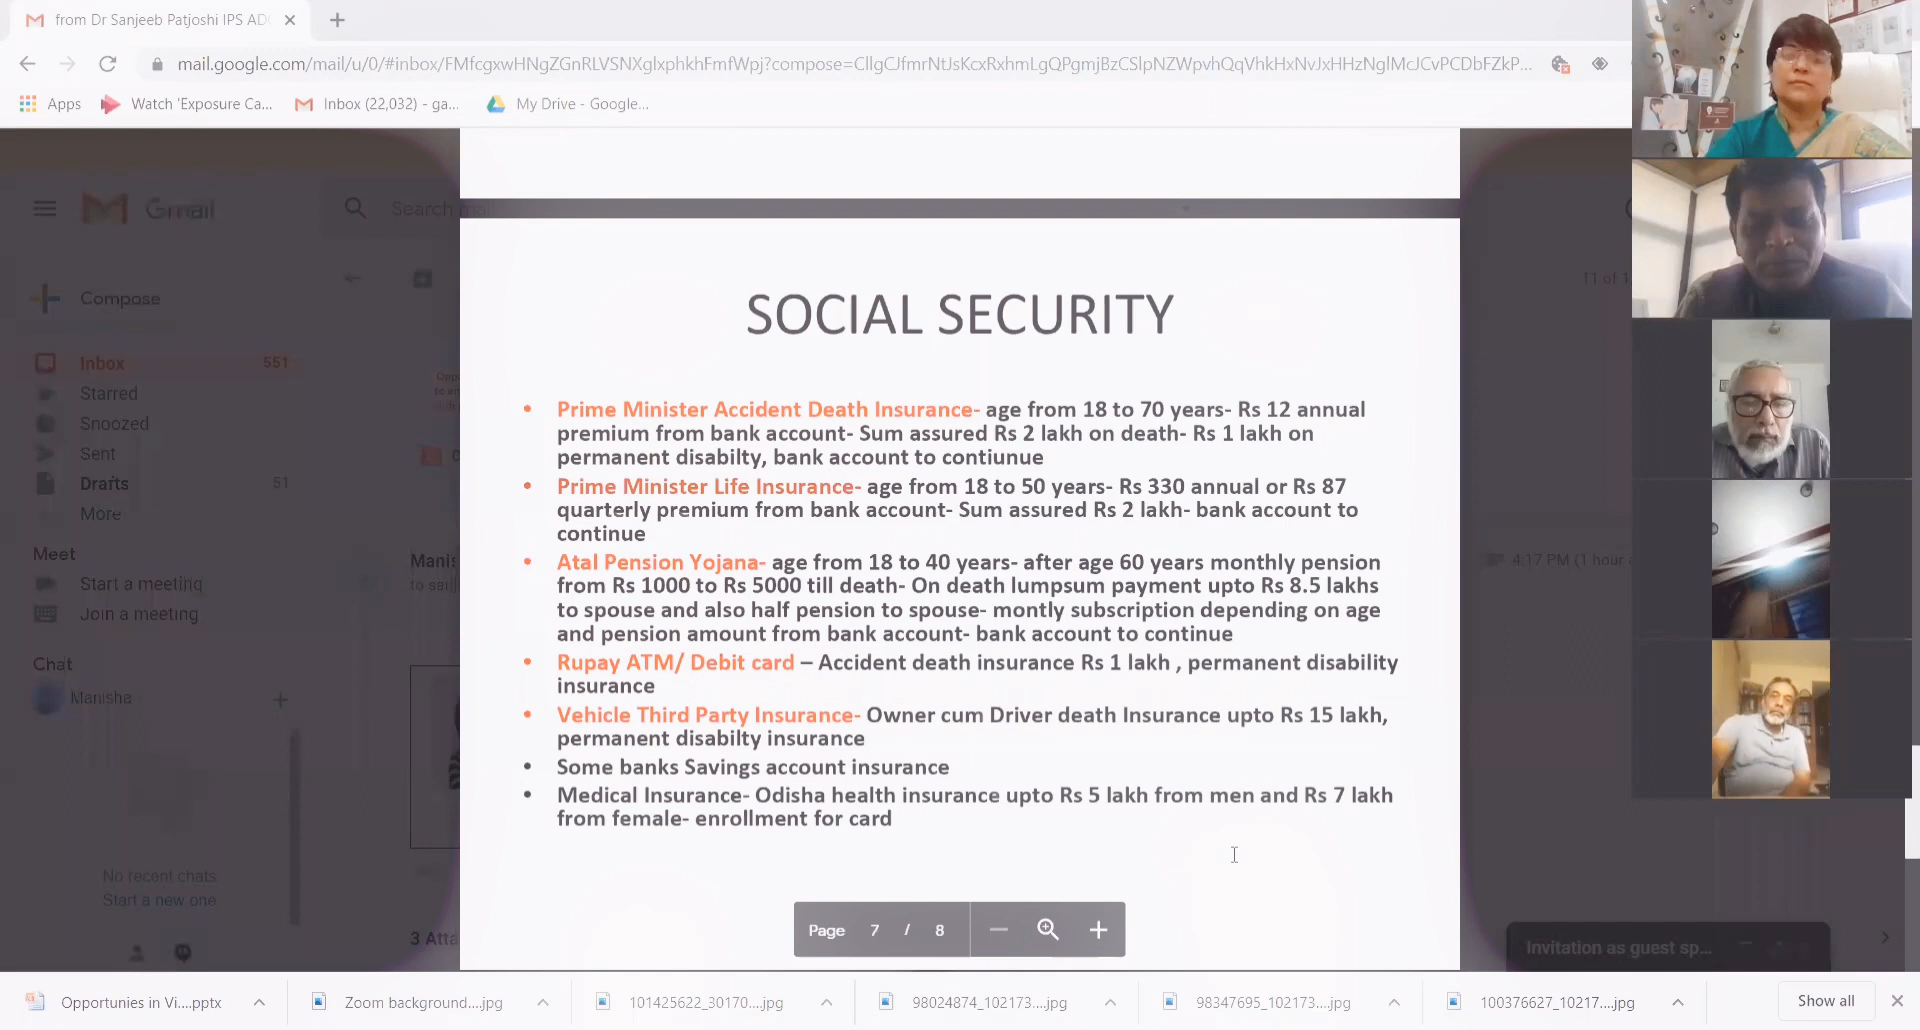 from Dr Sanjeeb Patjoshi IPS AD
mail.google.com/mail/u/0/#inbox/FMfcgxwHNgZGnRLVSNXglxphkhFmfWpj?compose=CllgCJfmrNtJsKcxRxhmLgQPgmjBzCSlpNZWpvhQqVhkHxNvJxHHzNglMcJCvPCDbFZkP...
Apps
Watch 'Exposure Ca...
Inbox (22,032) - ga...
My Drive - Google...
Gmail
Search mail
Compose
11 of 1
Inbox 551
Starred
Snoozed
Sent
Drafts 51
More
Meet
Start a meeting
Join a meeting
Chat
Manisha
No recent chats
Start a new one
Manis
4:17 PM (1 hour a
3 Atta
SOCIAL SECURITY
• Prime Minister Accident Death Insurance- age from 18 to 70 years- Rs 12 annual
premium from bank account- Sum assured Rs 2 lakh on death- Rs 1 lakh on
permanent disabilty, bank account to contiunue
• Prime Minister Life Insurance- age from 18 to 50 years- Rs 330 annual or Rs 87
quarterly premium from bank account- Sum assured Rs 2 lakh- bank account to
continue
• Atal Pension Yojana- age from 18 to 40 years- after age 60 years monthly pension
from Rs 1000 to Rs 5000 till death- On death lumpsum payment upto Rs 8.5 lakhs
to spouse and also half pension to spouse- montly subscription depending on age
and pension amount from bank account- bank account to continue
• Rupay ATM/ Debit card – Accident death insurance Rs 1 lakh , permanent disability
insurance
• Vehicle Third Party Insurance- Owner cum Driver death Insurance upto Rs 15 lakh,
permanent disabilty insurance
• Some banks Savings account insurance
• Medical Insurance- Odisha health insurance upto Rs 5 lakh from men and Rs 7 lakh
from female- enrollment for card
Page 7 / 8
Invitation as guest sp...
Opportunies in Vi....pptx
Zoom background....jpg
101425622_30170....jpg
98024874_102173....jpg
98347695_102173....jpg
100376627_10217....jpg
Show all